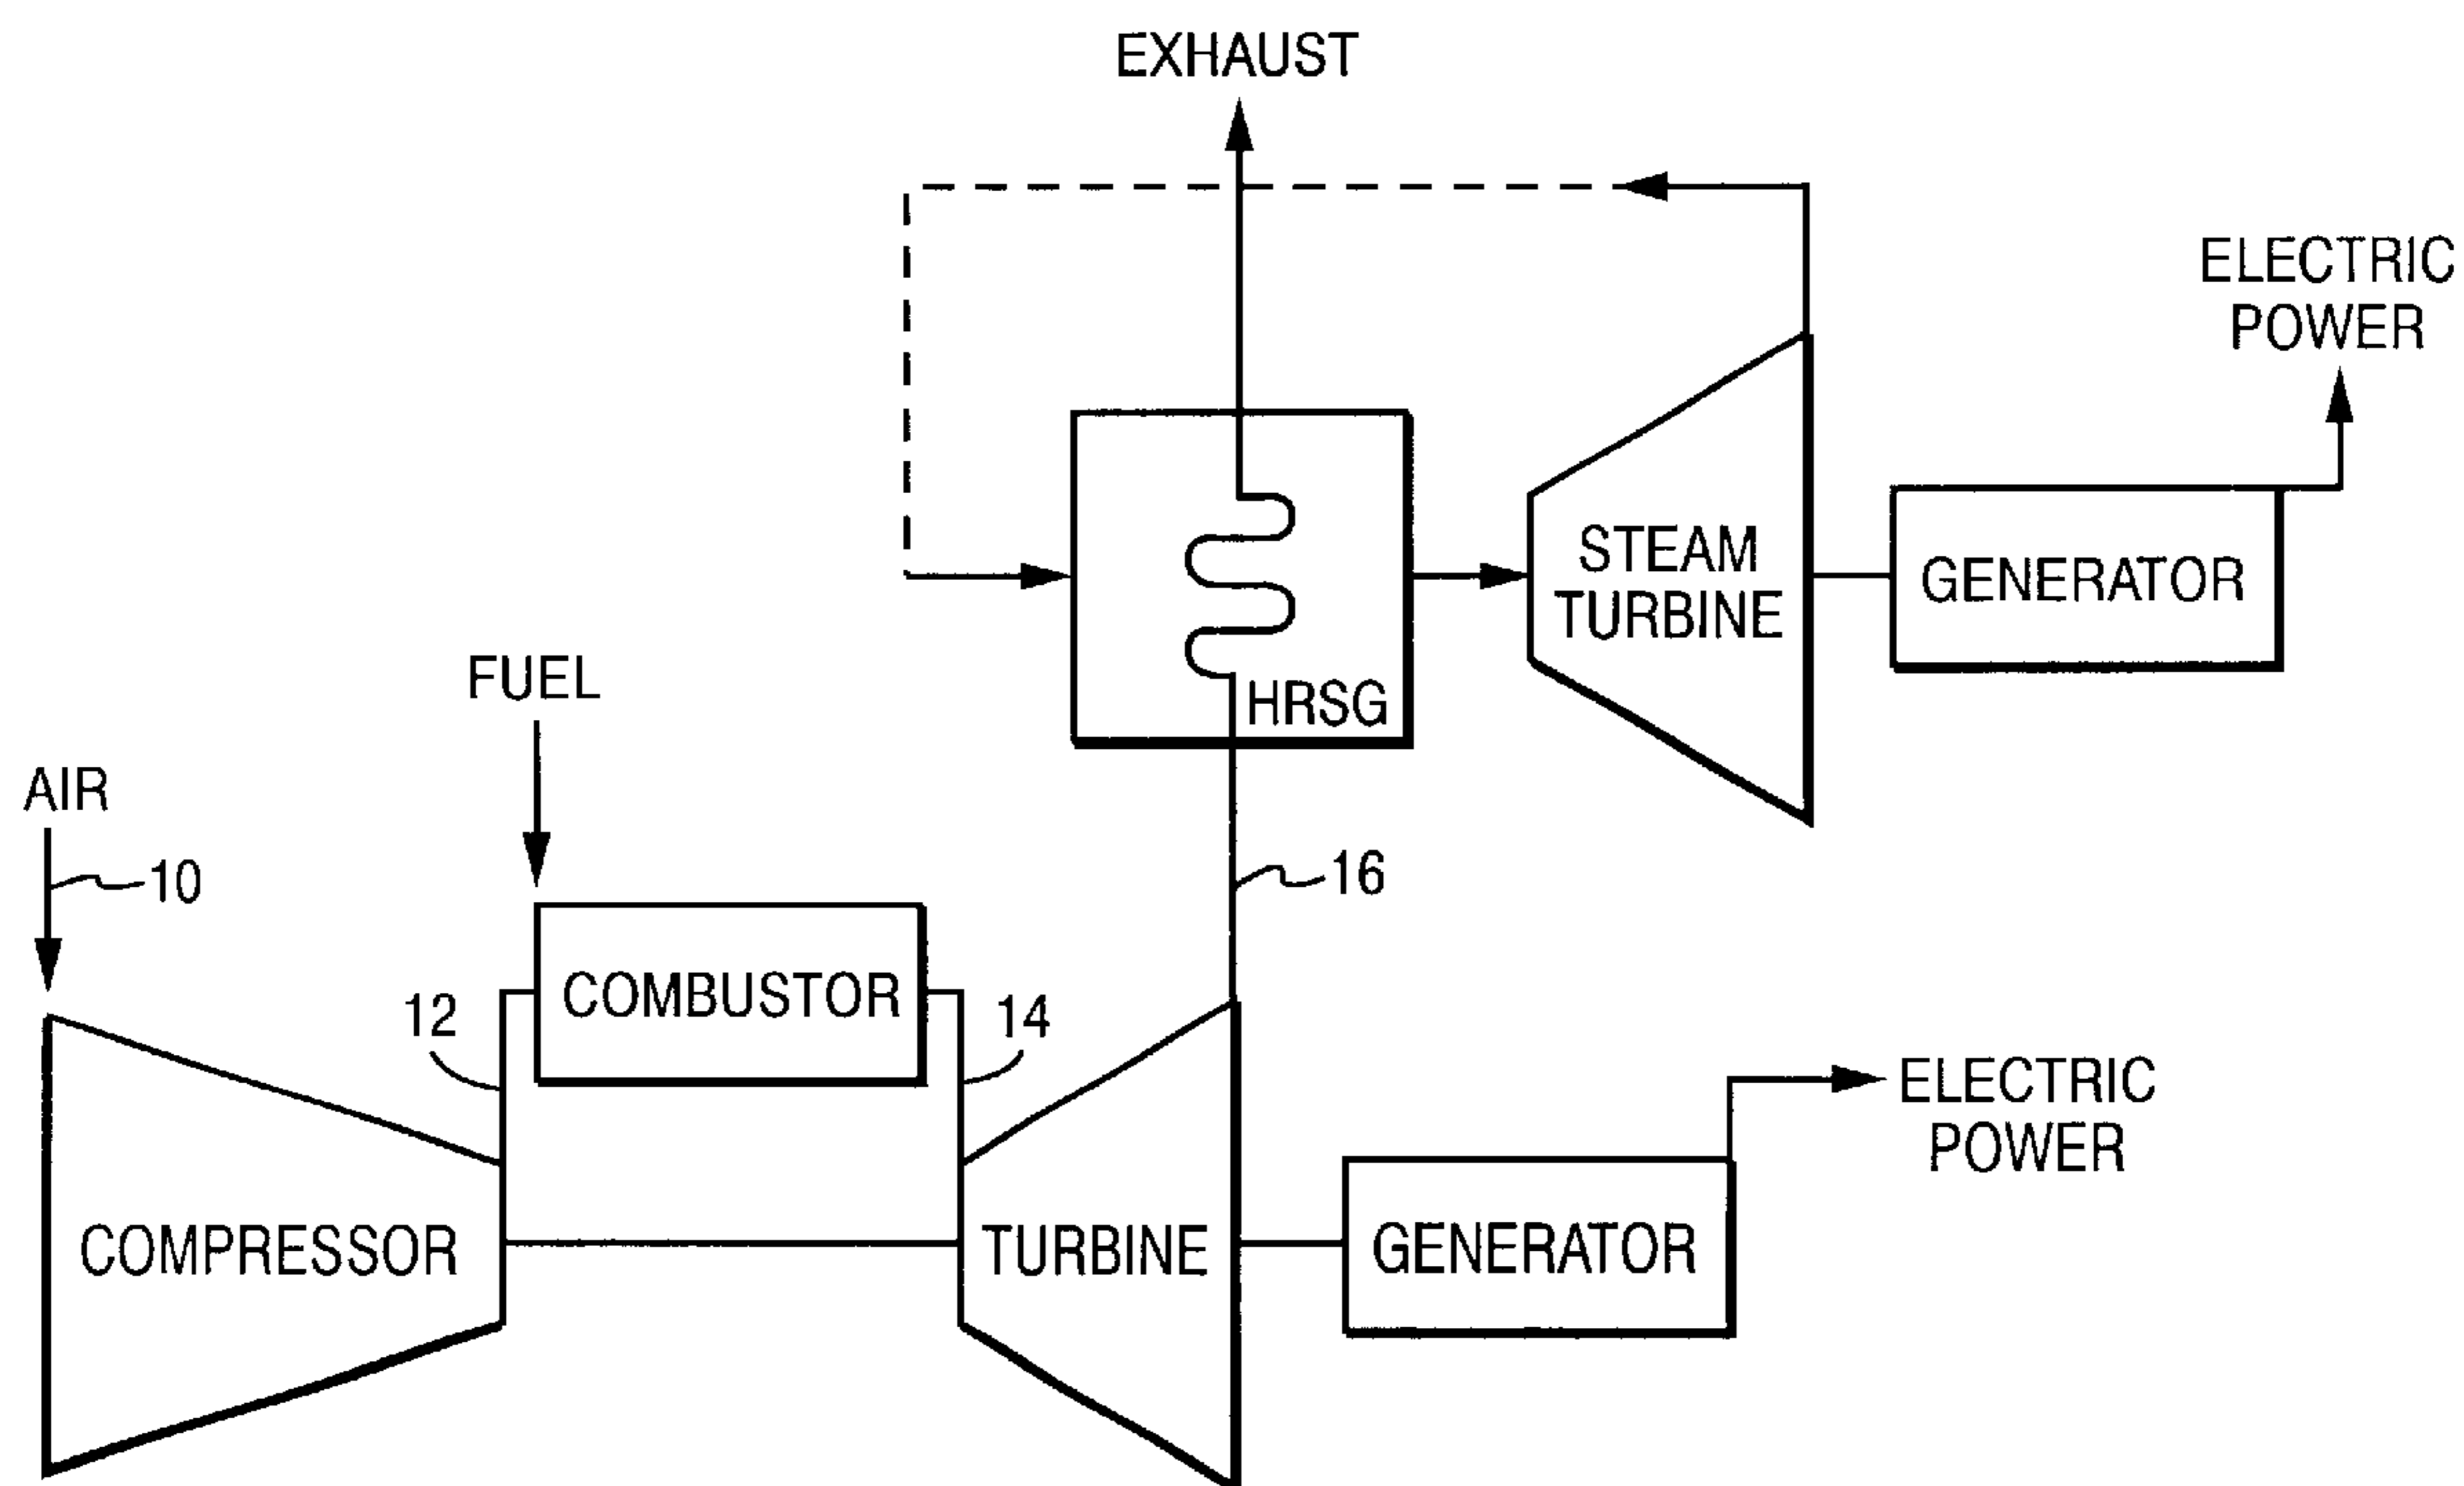 EXHAUST
ELECTRIC
POWER
STEAM
TURBINE
GENERATOR
HRSG
FUEL
AIR
10
16
COMBUSTOR
12
14
ELECTRIC
POWER
COMPRESSOR
TURBINE
GENERATOR